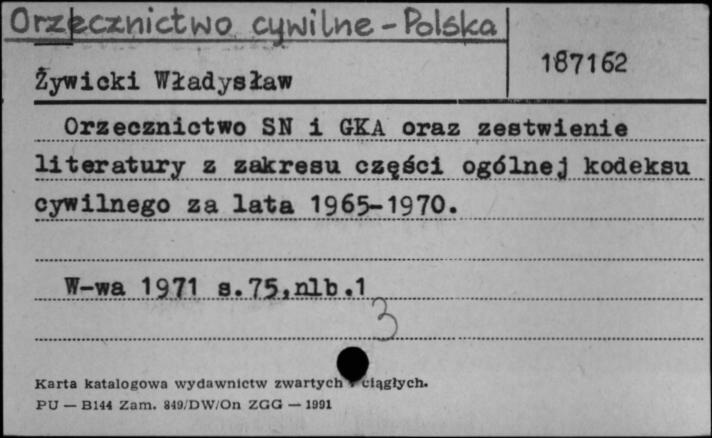 Orzecznictwo cywilne - Polska
187162
Żywicki Władysław
Orzecznictwo SN i GKA oraz zestwienie
literatury z zakresu części ogólnej kodeksu
cywilnego za lata 1965-1970.
W-wa 1971 s.75,nlb.1
3
Karta katalogowa wydawnictw zwartych ciągłych.
PU — B144 Zam. 849/DW/On ZGG — 1991